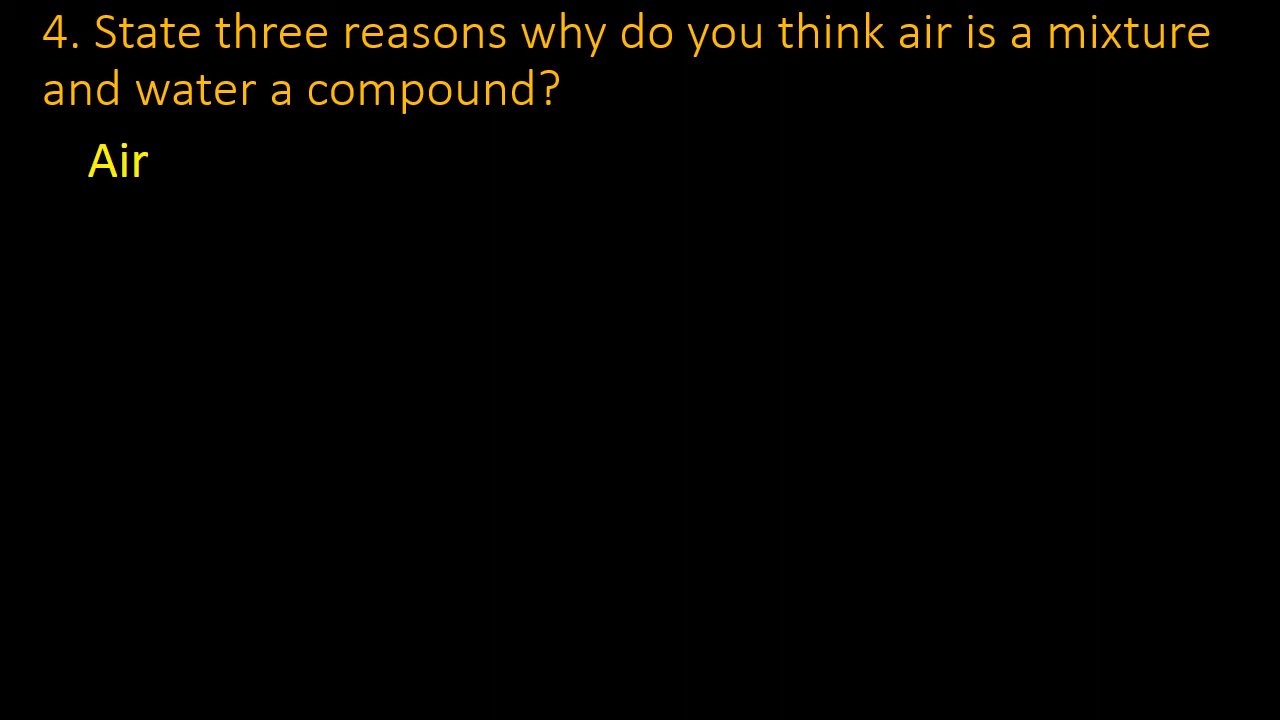 4. State three reasons why do you think air is a mixture
and water a compound?
Air